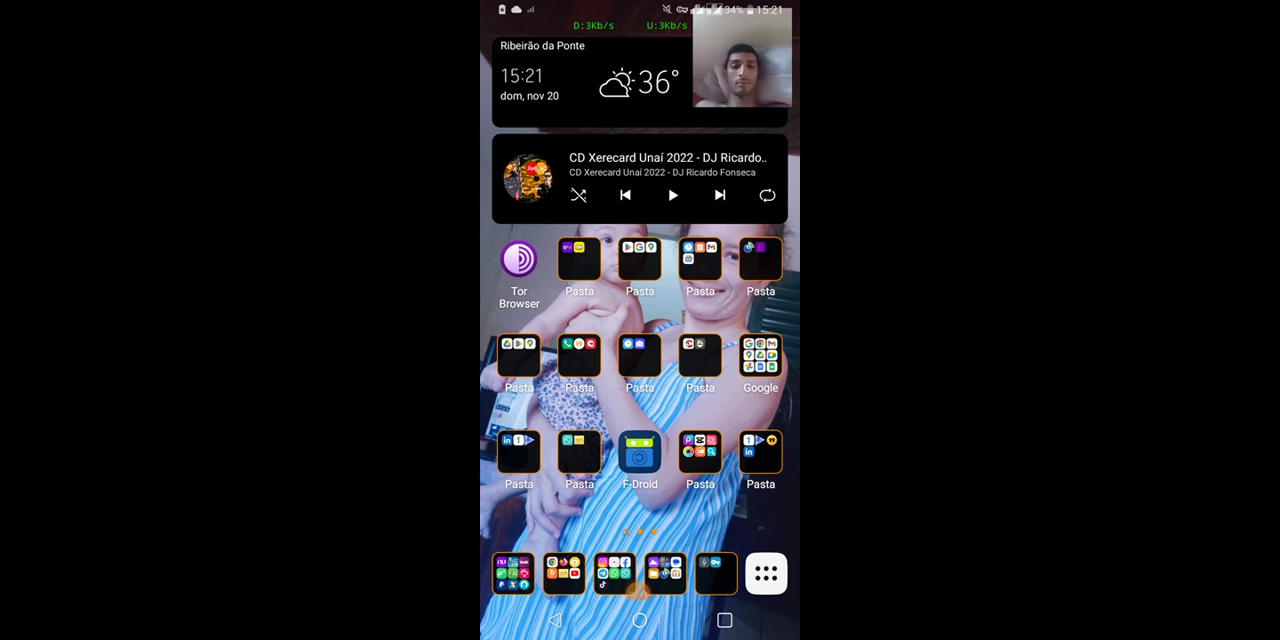 34% 15:21
D:3Kb/s U:3Kb/s
Ribeirão da Ponte
15:21
36°
dom, nov 20
CD Xerecard Unaí 2022 - DJ Ricardo..
CD Xerecard Unaí 2022 - DJ Ricardo Fonseca
Tor Browser
Pasta
Pasta
Pasta
Pasta
Pasta
Pasta
Pasta
Pasta
Google
Pasta
Pasta
F-Droid
Pasta
Pasta